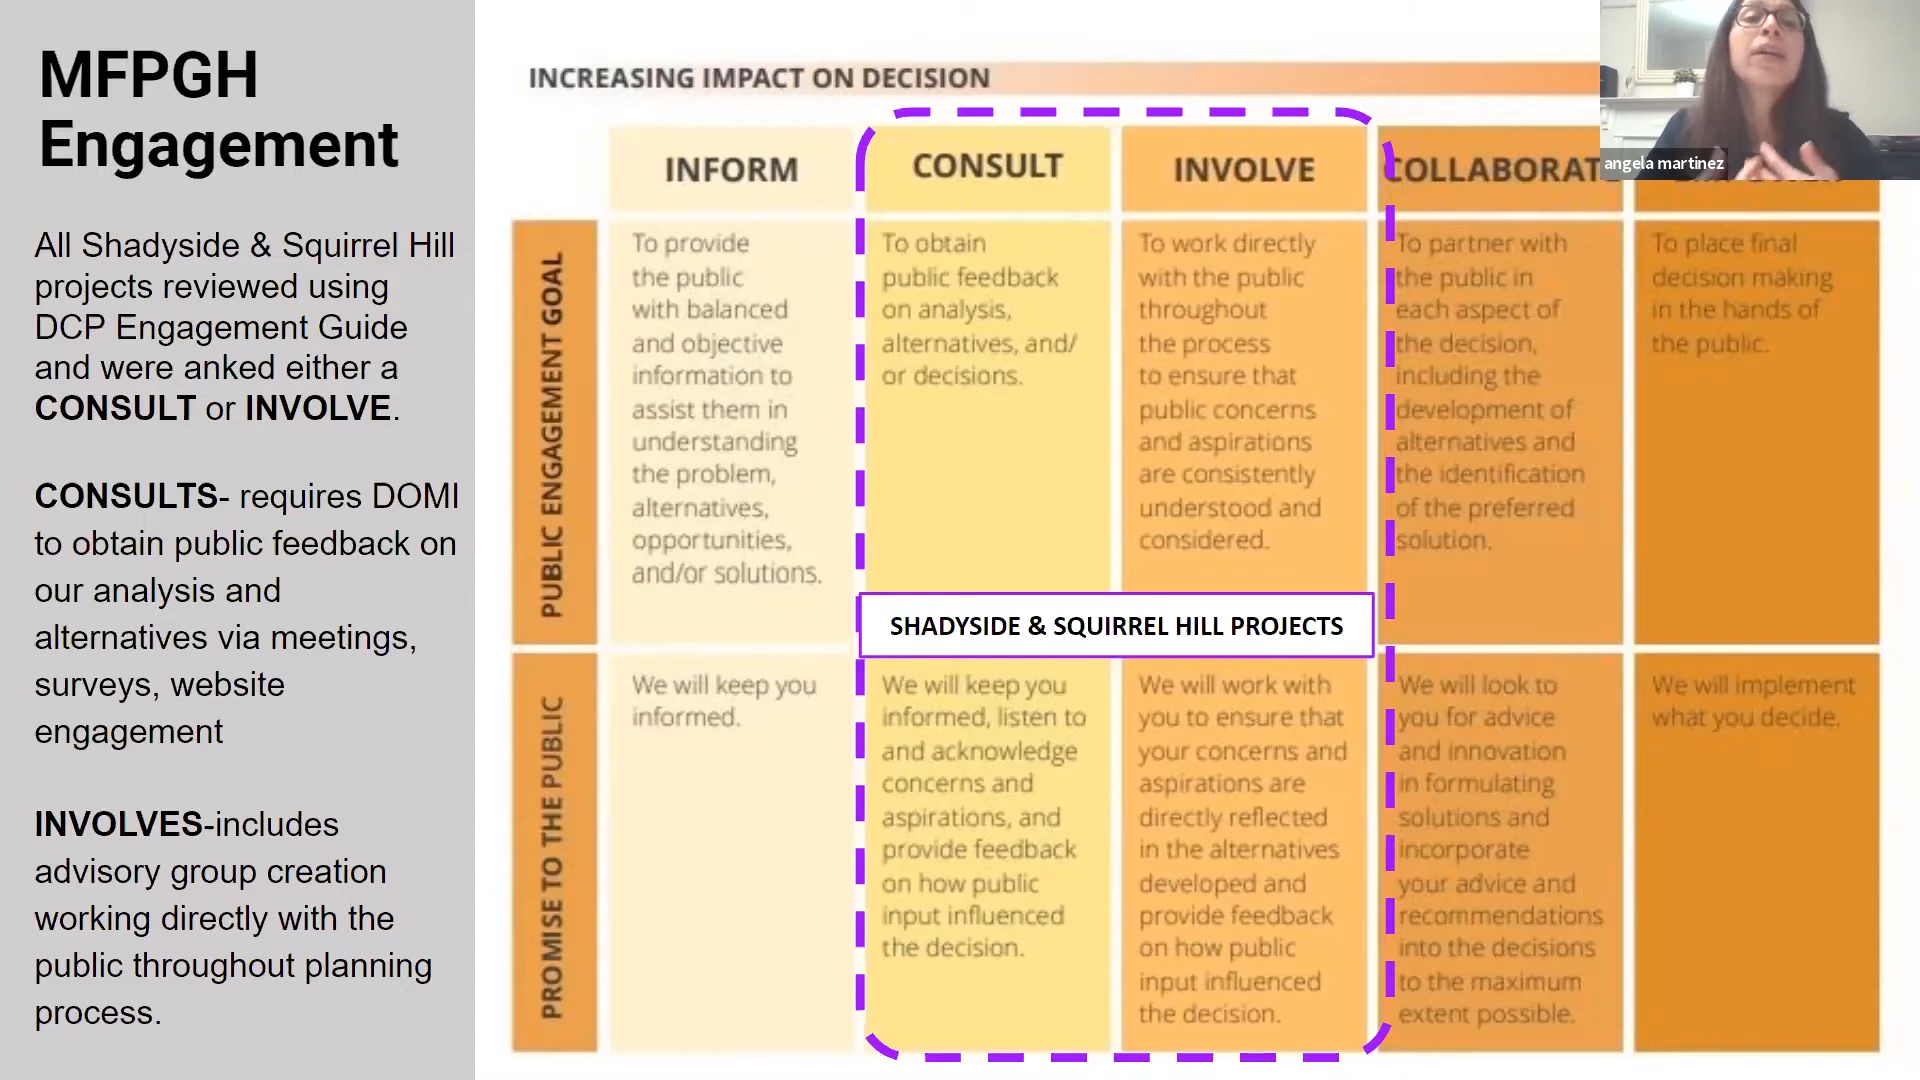 MFPGH
Engagement
All Shadyside & Squirrel Hill
projects reviewed using
DCP Engagement Guide
and were anked either a
CONSULT or INVOLVE.
CONSULTS- requires DOMI
to obtain public feedback on
our analysis and
alternatives via meetings,
surveys, website
engagement
INVOLVES-includes
advisory group creation
working directly with the
public throughout planning
process.
INCREASING IMPACT ON DECISION
INFORM
CONSULT
INVOLVE
COLLABORAT
PUBLIC ENGAGEMENT GOAL
To provide
the public
with balanced
and objective
information to
assist them in
understanding
the problem,
alternatives,
opportunities,
and/or solutions.
To obtain
public feedback
on analysis,
alternatives, and/
or decisions.
To work directly
with the public
throughout
the process
to ensure that
public concerns
and aspirations
are consistently
understood and
considered.
To partner with
the public in
each aspect of
the decision,
including the
development of
alternatives and
the identification
of the preferred
solution.
To place final
decision making
in the hands of
the public.
SHADYSIDE & SQUIRREL HILL PROJECTS
PROMISE TO THE PUBLIC
We will keep you
informed.
We will keep you
informed, listen to
and acknowledge
concerns and
aspirations, and
provide feedback
on how public
input influenced
the decision.
We will work with
you to ensure that
your concerns and
aspirations are
directly reflected
in the alternatives
developed and
provide feedback
on how public
input influenced
the decision.
We will look to
you for advice
and innovation
in formulating
solutions and
incorporate
your advice and
recommendations
into the decisions
to the maximum
extent possible.
We will implement
what you decide.
angela martinez